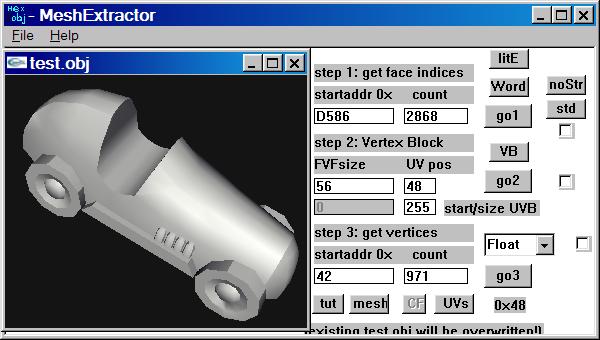 Hex
obj- MeshExtractor
File Help
test.obj
litE
step 1: get face indices
Word noStr
startaddr 0x count
std
D586 2868 go1
step 2: Vertex Block
VB
FVFsize UV pos
56 48 go2
0 255 start/size UVB
step 3: get vertices
Float
startaddr 0x count
42 971 go3
tut mesh CF UVs 0x48
(existing test.obj will be overwritten!)